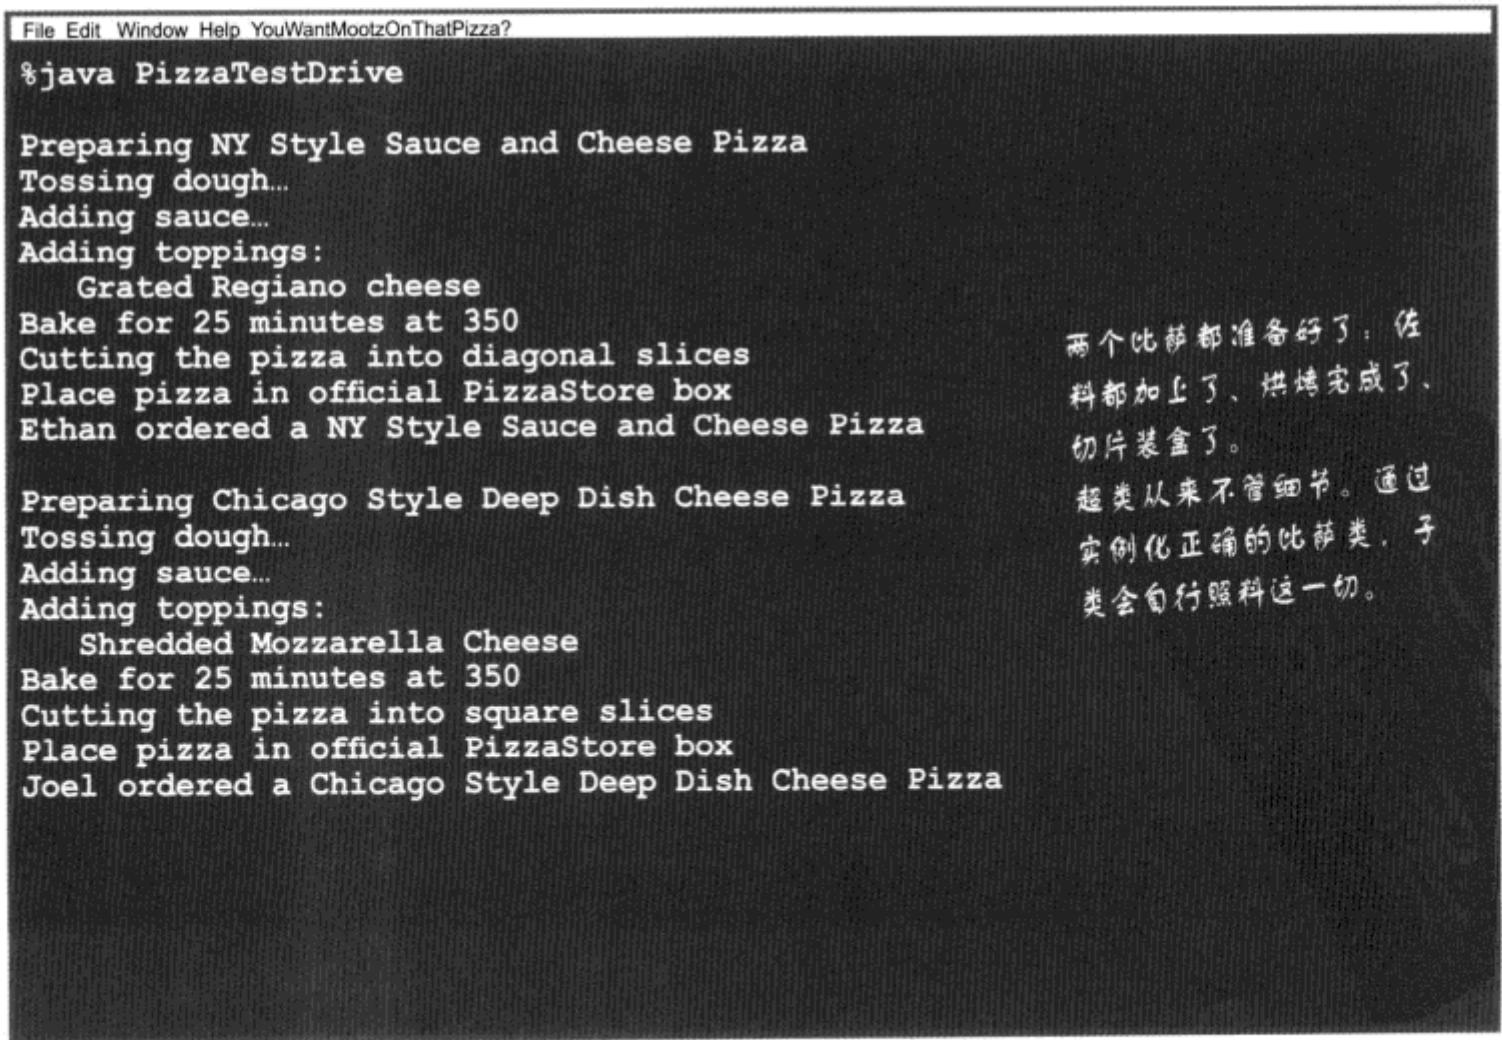 File Edit Window Help YouWantMootzOnThatPizza?
%java PizzaTestDrive
Preparing NY Style Sauce and Cheese Pizza
Tossing dough…
Adding sauce…
Adding toppings:
Grated Regiano cheese
Bake for 25 minutes at 350
Cutting the pizza into diagonal slices
Place pizza in official PizzaStore box
Ethan ordered a NY Style Sauce and Cheese Pizza
Preparing Chicago Style Deep Dish Cheese Pizza
Tossing dough…
Adding sauce…
Adding toppings:
Shredded Mozzarella Cheese
Bake for 25 minutes at 350
Cutting the pizza into square slices
Place pizza in official PizzaStore box
Joel ordered a Chicago Style Deep Dish Cheese Pizza
两个比萨都准备好了：佐
料都加上了、烘烤完成了、
切片装盒了。
超类从来不管细节。通过
实例化正确的比萨类，子
类会自行照料这一切。